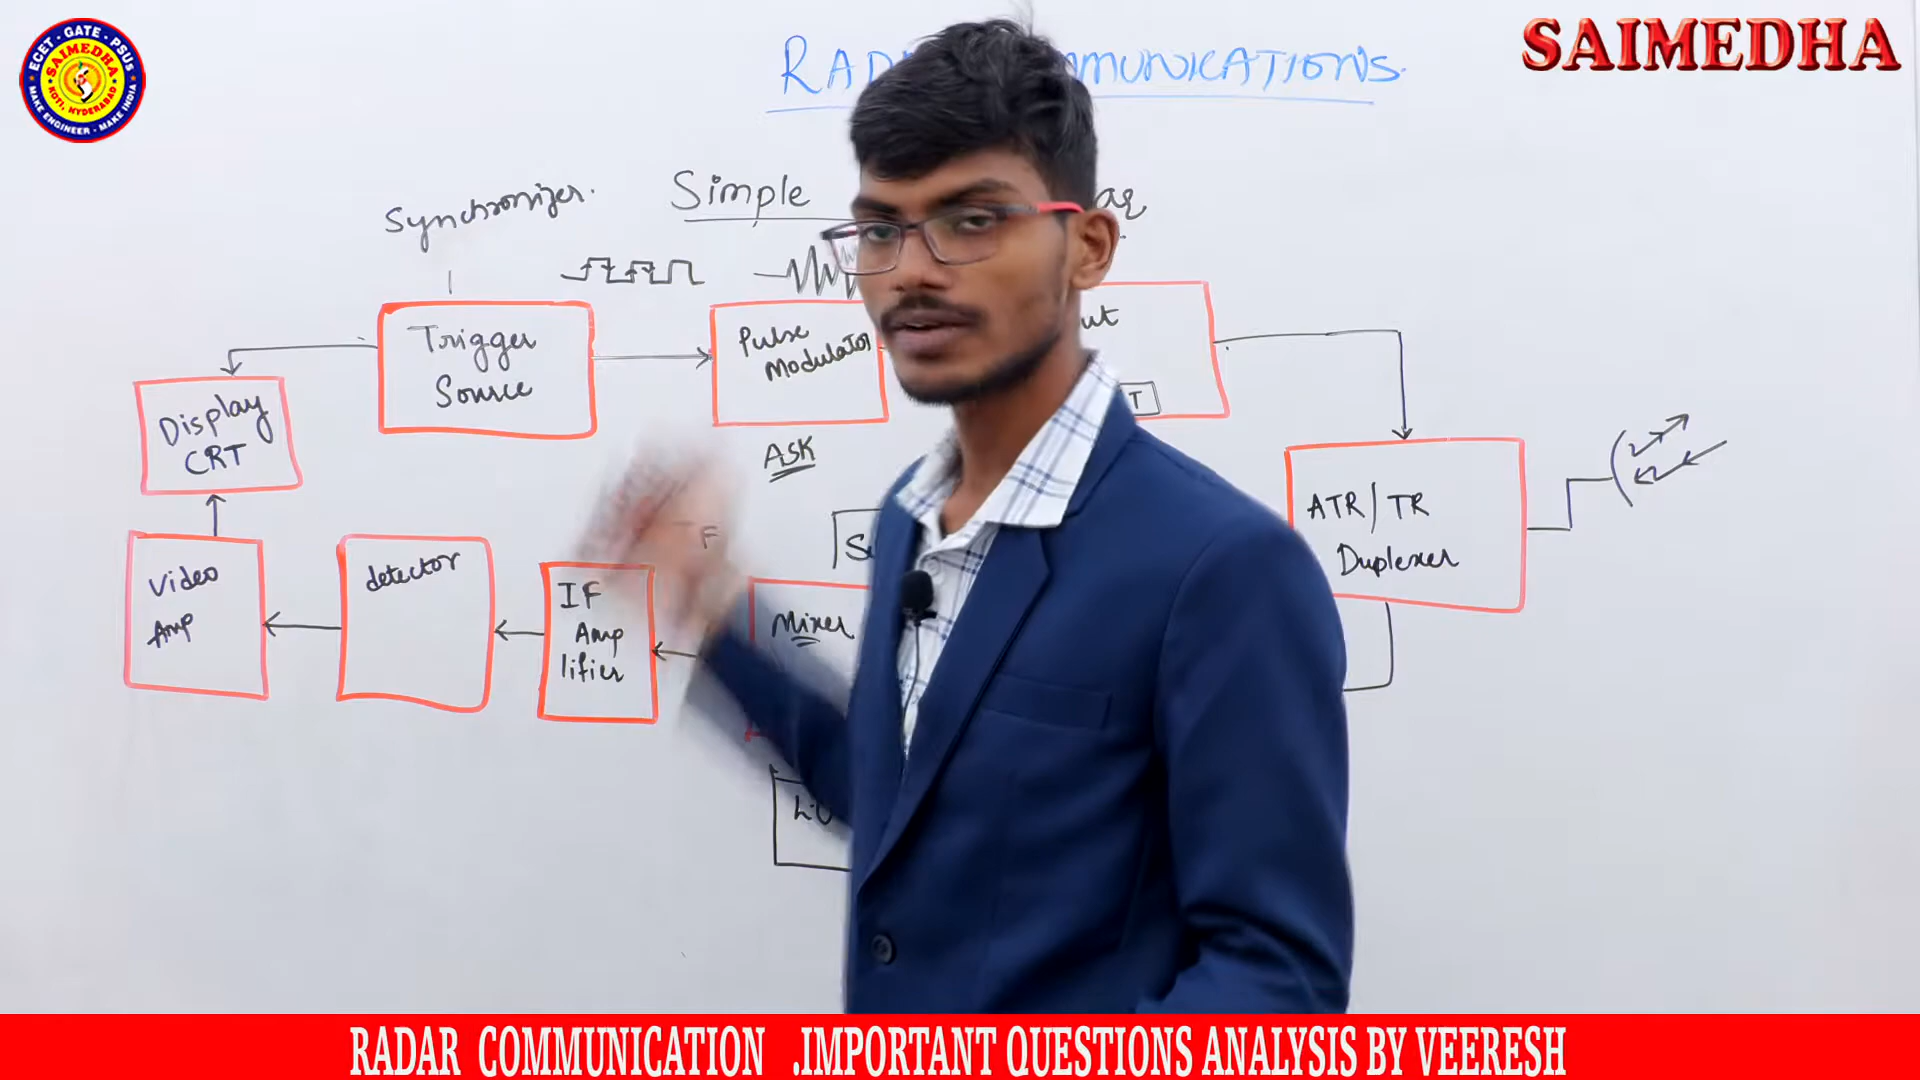 ECET · GATE · PSUs
SAIMEDHA
KOTI, HYDERABAD
MAKE ENGINEER - MAKE INDIA
SAIMEDHA
RAD MMUNICATIONS.
Synchronizer.
Simple
Trigger
Source
Pulse
Modulator
ut
T
ASK
Display
CRT
ATR/TR
Duplexer
Video
Amp
detector
IF
Amp
lifier
F
Mixer
L.O
RADAR COMMUNICATION .IMPORTANT QUESTIONS ANALYSIS BY VEERESH